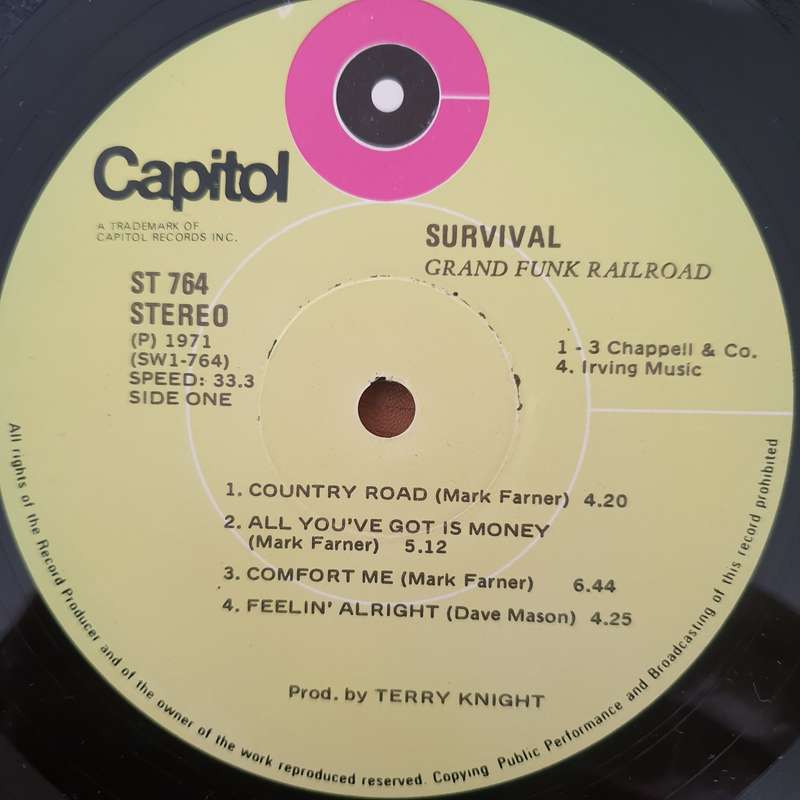 Capitol
A TRADEMARK OF
CAPITOL RECORDS INC.
SURVIVAL
GRAND FUNK RAILROAD
ST 764
STEREO
(P) 1971
(SW1-764)
SPEED: 33.3
SIDE ONE
1 - 3 Chappell & Co.
4. Irving Music
1. COUNTRY ROAD (Mark Farner) 4.20
2. ALL YOU'VE GOT IS MONEY
(Mark Farner) 5.12
3. COMFORT ME (Mark Farner) 6.44
4. FEELIN' ALRIGHT (Dave Mason) 4.25
Prod. by TERRY KNIGHT
All rights of the Record Producer and of the owner of the work reproduced reserved. Copying Public Performance and Broadcasting of this record prohibited